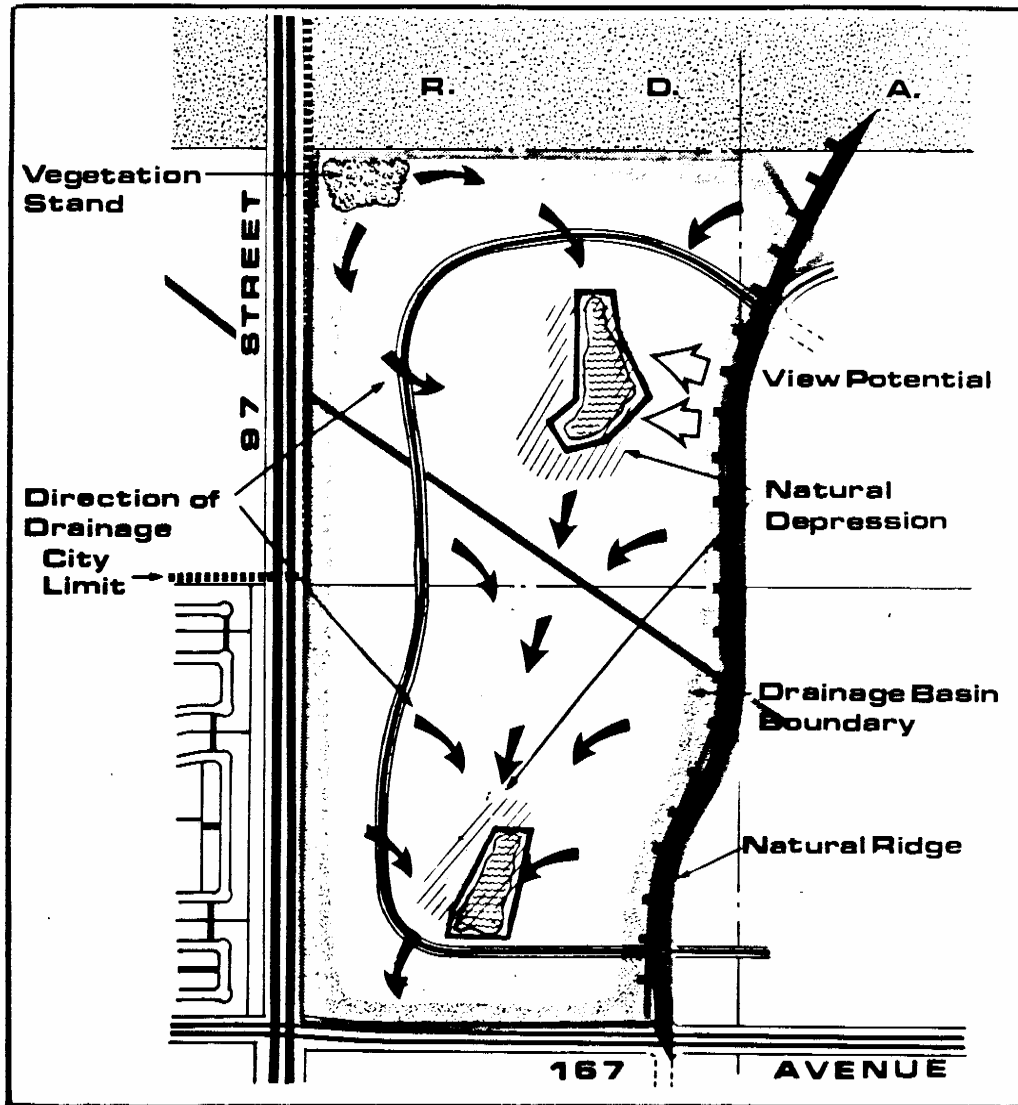 R. D. A.
Vegetation
Stand
97 STREET
View Potential
Direction of
Drainage
Natural
Depression
City
Limit
Drainage Basin
Boundary
Natural Ridge
167 AVENUE